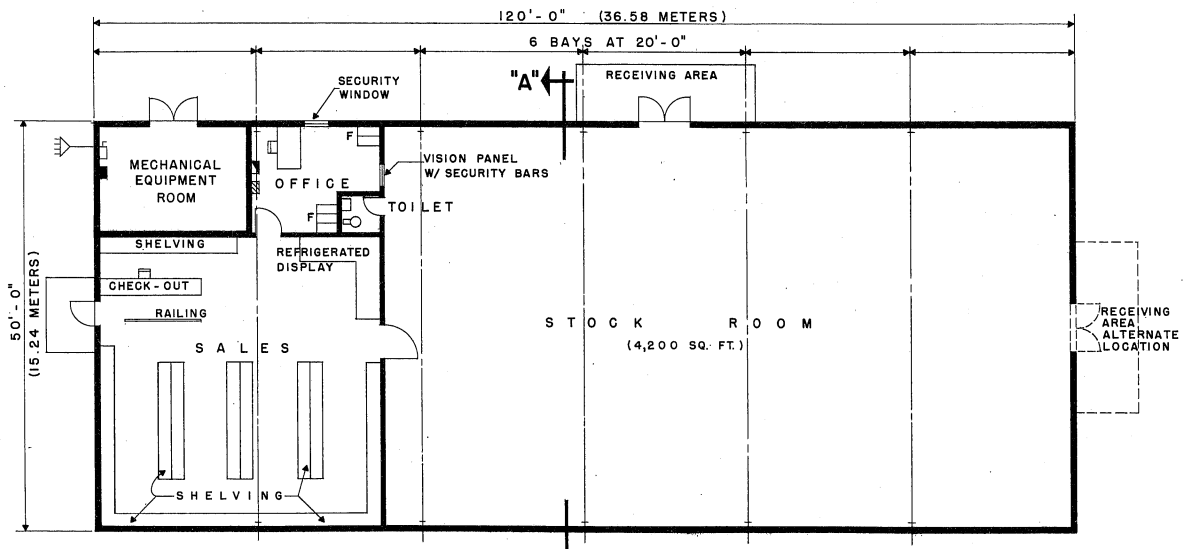 120'-0" (36.58 METERS)
6 BAYS AT 20'-0"
"A"
RECEIVING AREA
SECURITY
WINDOW
F
MECHANICAL
EQUIPMENT
ROOM
OFFICE
VISION PANEL
W/ SECURITY BARS
TOILET
F
SHELVING
REFRIGERATED
DISPLAY
CHECK-OUT
RAILING
50'-0"
(15.24 METERS)
SALES
STOCK ROOM
(4,200 SQ. FT.)
RECEIVING
AREA
ALTERNATE
LOCATION
SHELVING